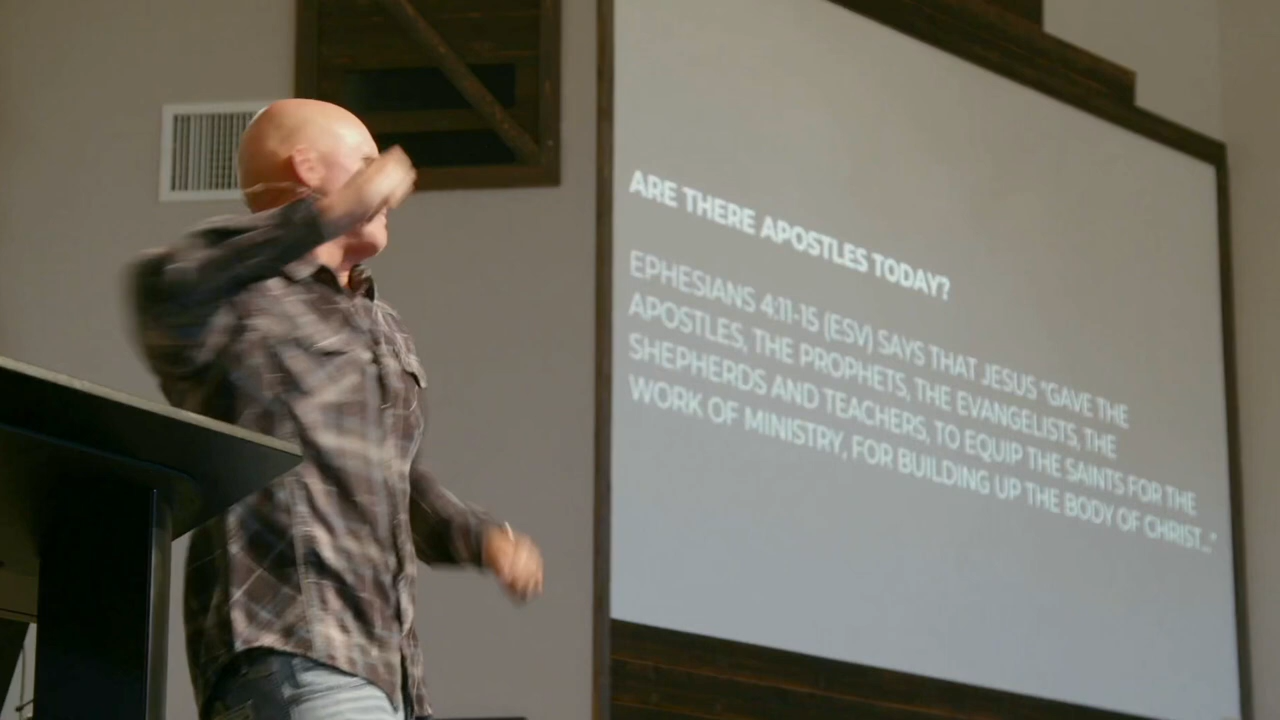 ARE THERE APOSTLES TODAY?
EPHESIANS 4:11-15 (ESV) SAYS THAT JESUS "GAVE THE
APOSTLES, THE PROPHETS, THE EVANGELISTS, THE
SHEPHERDS AND TEACHERS, TO EQUIP THE SAINTS FOR THE
WORK OF MINISTRY, FOR BUILDING UP THE BODY OF CHRIST..."